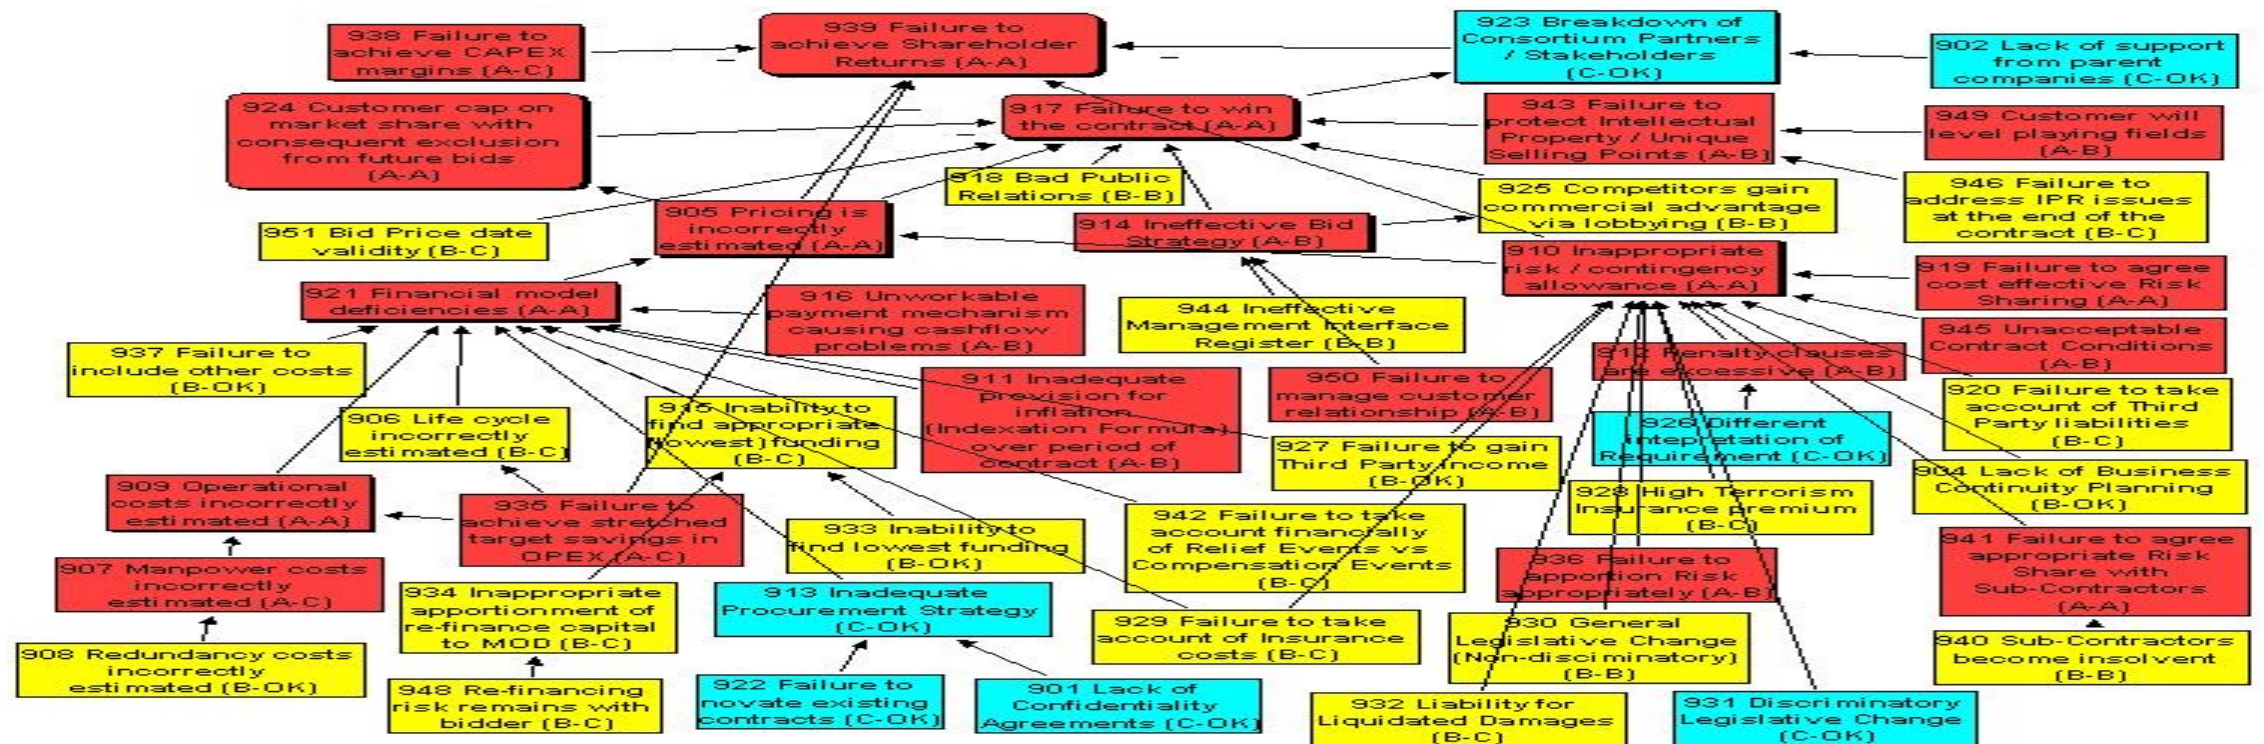 938 Failure to
achieve CAPEX
margins (A-C)
939 Failure to
achieve Shareholder
Returns (A-A)
923 Breakdown of
Consortium Partners
/ Stakeholders
(C-OK)
902 Lack of support
from parent
companies (C-OK)
924 Customer cap on
market share with
consequent exclusion
from future bids
(A-A)
917 Failure to win
the contract (A-A)
943 Failure to
protect Intellectual
Property / Unique
Selling Points (A-B)
949 Customer will
level playing fields
(A-B)
918 Bad Public
Relations (B-B)
925 Competitors gain
commercial advantage
via lobbying (B-B)
946 Failure to
address IPR issues
at the end of the
contract (B-C)
951 Bid Price date
validity (B-C)
905 Pricing is
incorrectly
estimated (A-A)
914 Ineffective Bid
Strategy (A-B)
910 Inappropriate
risk / contingency
allowance (A-A)
919 Failure to agree
cost effective Risk
Sharing (A-A)
921 Financial model
deficiencies (A-A)
916 Unworkable
payment mechanism
causing cashflow
problems (A-B)
944 Ineffective
Management Interface
Register (B-B)
945 Unacceptable
Contract Conditions
(A-B)
937 Failure to
include other costs
(B-OK)
911 Inadequate
provision for
inflation
(Indexation Formula)
over period of
contract (A-B)
950 Failure to
manage customer
relationship (A-B)
912 Penalty clauses
are excessive (A-B)
920 Failure to take
account of Third
Party liabilities
(B-C)
906 Life cycle
incorrectly
estimated (B-C)
915 Inability to
find appropriate
(lowest) funding
(B-C)
927 Failure to gain
Third Party Income
(B-OK)
926 Different
intepretation of
Requirement (C-OK)
904 Lack of Business
Continuity Planning
(B-OK)
909 Operational
costs incorrectly
estimated (A-A)
935 Failure to
achieve stretched
target savings in
OPEX (A-C)
933 Inability to
find lowest funding
(B-OK)
942 Failure to take
account financially
of Relief Events vs
Compensation Events
(B-C)
928 High Terrorism
Insurance premium
(B-C)
941 Failure to agree
appropriate Risk
Share with
Sub-Contractors
(A-A)
907 Manpower costs
incorrectly
estimated (A-C)
934 Inappropriate
apportionment of
re-finance capital
to MOD (B-C)
913 Inadequate
Procurement Strategy
(C-OK)
929 Failure to take
account of Insurance
costs (B-C)
936 Failure to
apportion Risk
appropriately (A-B)
930 General
Legislative Change
(Non-discriminatory)
(B-B)
940 Sub-Contractors
become insolvent
(B-B)
908 Redundancy costs
incorrectly
estimated (B-OK)
948 Re-financing
risk remains with
bidder (B-C)
922 Failure to
novate existing
contracts (C-OK)
901 Lack of
Confidentiality
Agreements (C-OK)
932 Liability for
Liquidated Damages
(B-C)
931 Discriminatory
Legislative Change
(C-OK)